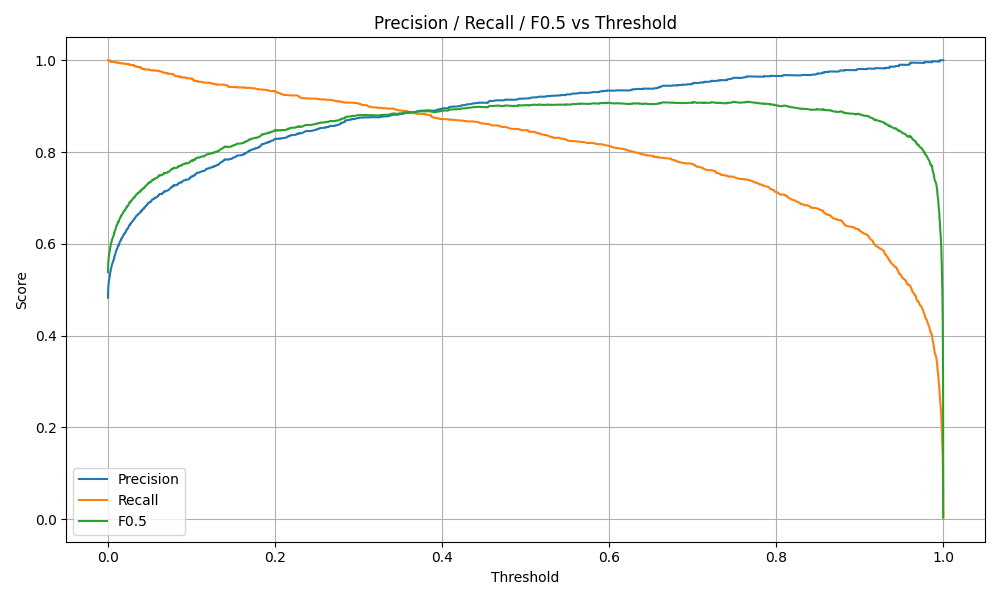 Precision / Recall / F0.5 vs Threshold
1.0
0.8
0.6
0.4
0.2
0.0
Score
Precision
Recall
F0.5
0.0 0.2 0.4 0.6 0.8 1.0
Threshold